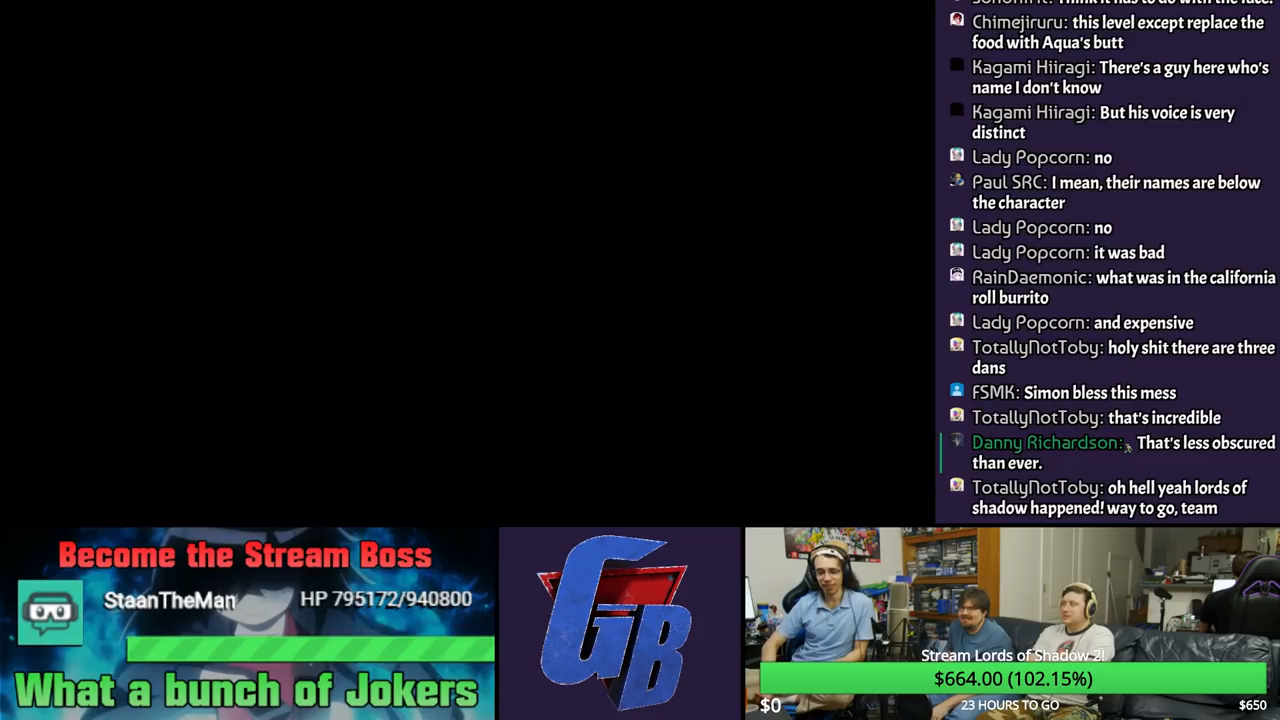 Chimejiruru: this level except replace the
food with Aqua's butt
Kagami Hiiragi: There's a guy here who's
name I don't know
Kagami Hiiragi: But his voice is very
distinct
Lady Popcorn: no
Paul SRC: I mean, their names are below
the character
Lady Popcorn: no
Lady Popcorn: it was bad
RainDaemonic: what was in the california
roll burrito
Lady Popcorn: and expensive
TotallyNotToby: holy shit there are three
dans
FSMK: Simon bless this mess
TotallyNotToby: that's incredible
Danny Richardson: That's less obscured
than ever.
TotallyNotToby: oh hell yeah lords of
shadow happened! way to go, team
Become the Stream Boss
StaanTheMan HP 795172/940800
What a bunch of Jokers
GB
Stream Lords of Shadow 2!
$664.00 (102.15%)
$0 23 HOURS TO GO $650